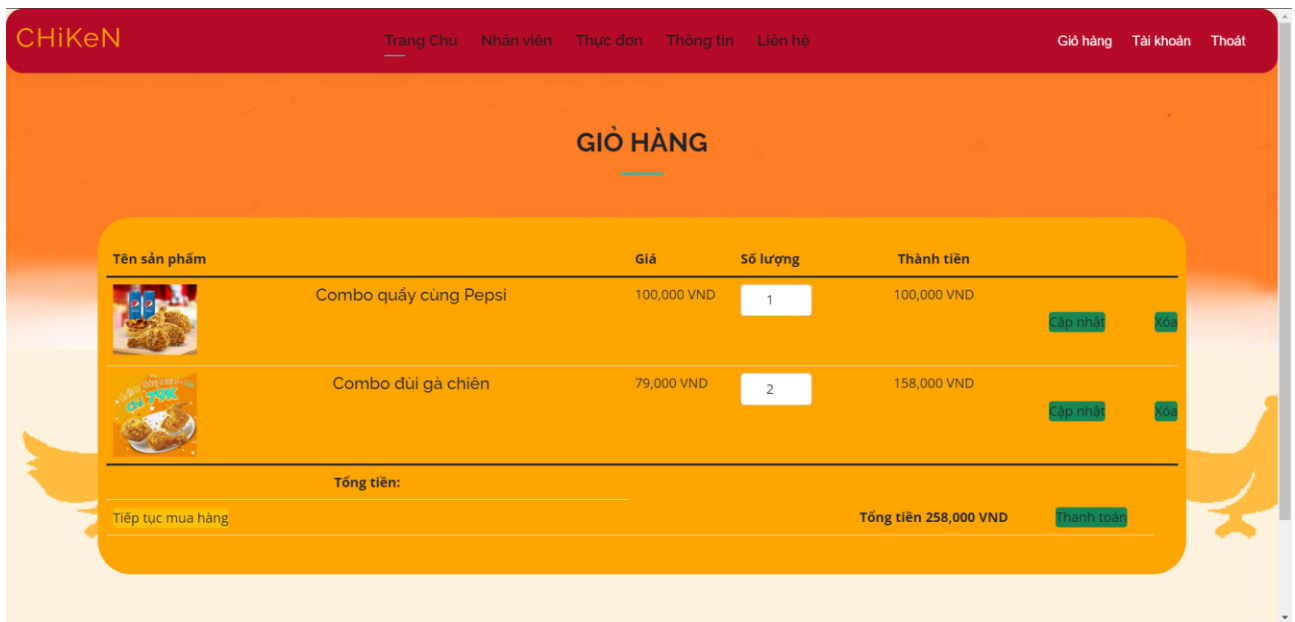 CHiKeN
Trang Chủ Nhân viên Thực đơn Thông tin Liên hệ
Giỏ hàng Tài khoản Thoát
GIỎ HÀNG
Tên sản phẩm Giá Số lượng Thành tiền
Combo quẩy cùng Pepsi 100,000 VND 1 100,000 VND
Cập nhật Xóa
79K
Combo đùi gà chiên 79,000 VND 2 158,000 VND
Cập nhật Xóa
Tổng tiền:
Tiếp tục mua hàng Tổng tiền 258,000 VND Thanh toán